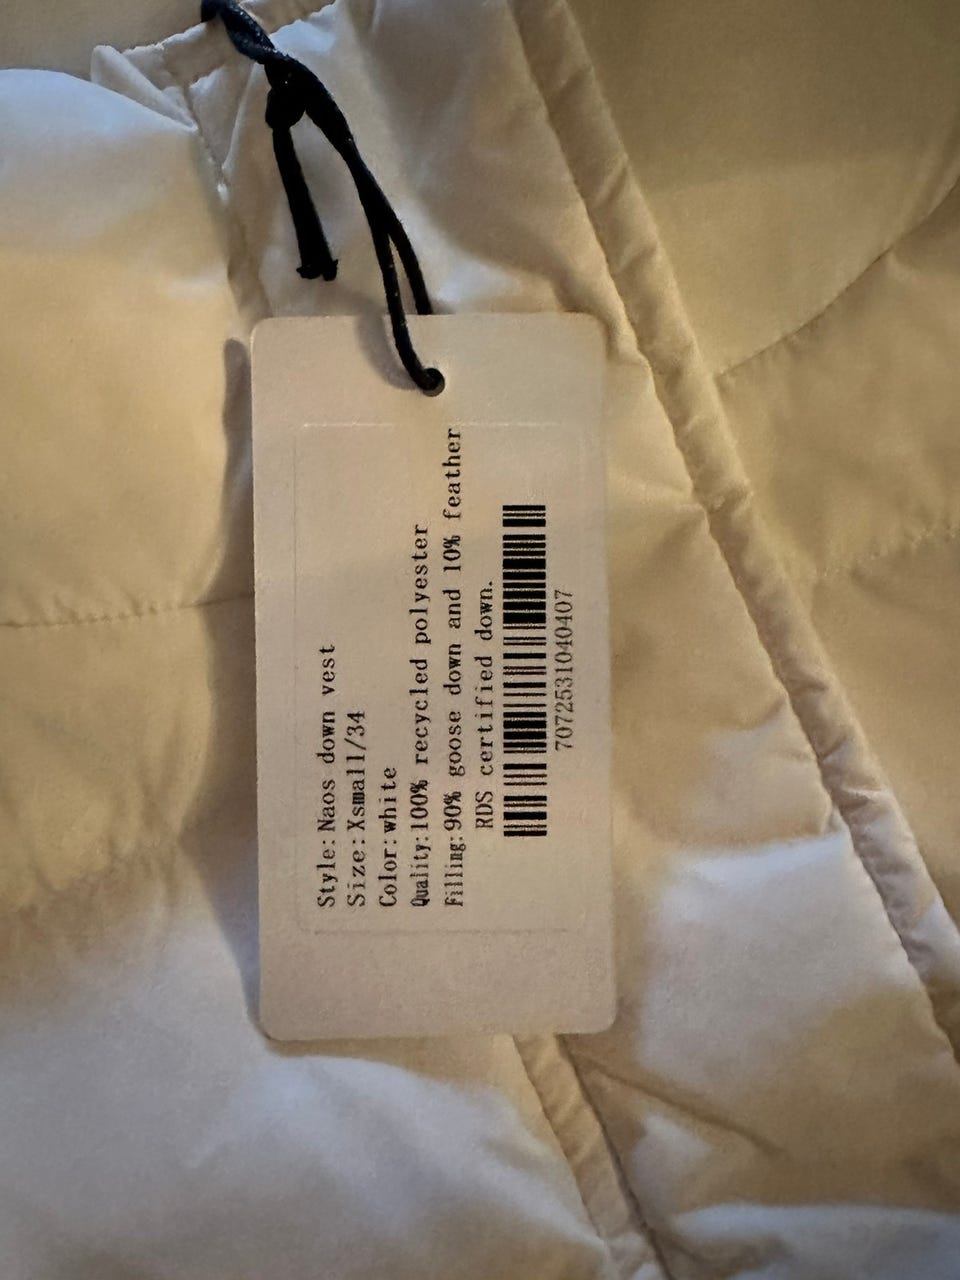 Style:Naos down vest
Size:Xsmall/34
Color:white
Quality:100% recycled polyester
Filling:90% goose down and 10% feather
RDS certified down.
7072531040407